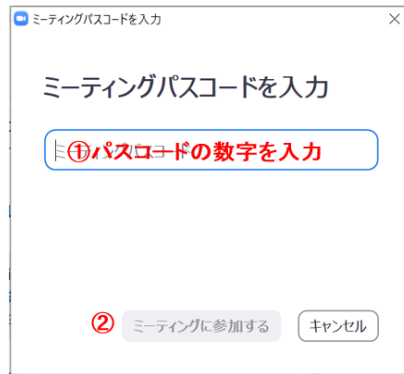 ミーティングパスコードを入力
ミーティングパスコードを入力
①パスコードの数字を入力
② ミーティングに参加する キャンセル